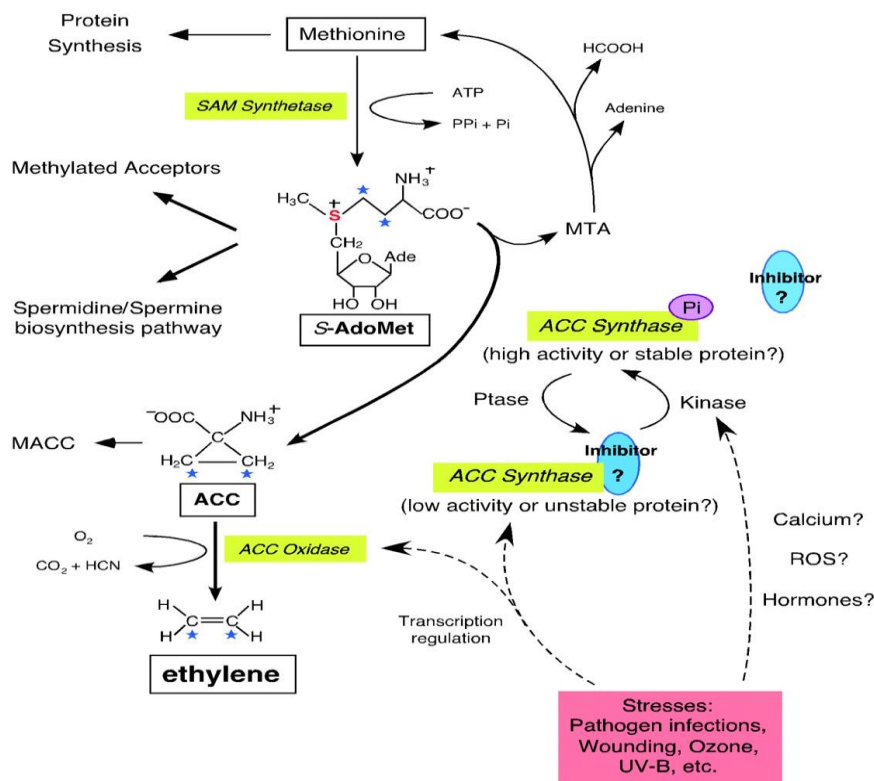 Protein
Synthesis
Methionine
HCOOH
Adenine
SAM Synthetase
ATP
PPi + Pi
Methylated Acceptors
NH₃⁺
H₃C
S⁺
COO⁻
CH₂
O
Ade
HO OH
S-AdoMet
MTA
Spermidine/Spermine
biosynthesis pathway
Inhibitor
?
Pi
ACC Synthase
(high activity or stable protein?)
Ptase
Kinase
Inhibitor
?
ACC Synthase
(low activity or unstable protein?)
⁻OOC
NH₃⁺
C
H₂C
CH₂
MACC
ACC
O₂
CO₂ + HCN
ACC Oxidase
Calcium?
ROS?
Hormones?
H H
C=C
H H
ethylene
Transcription
regulation
Stresses:
Pathogen infections,
Wounding, Ozone,
UV-B, etc.